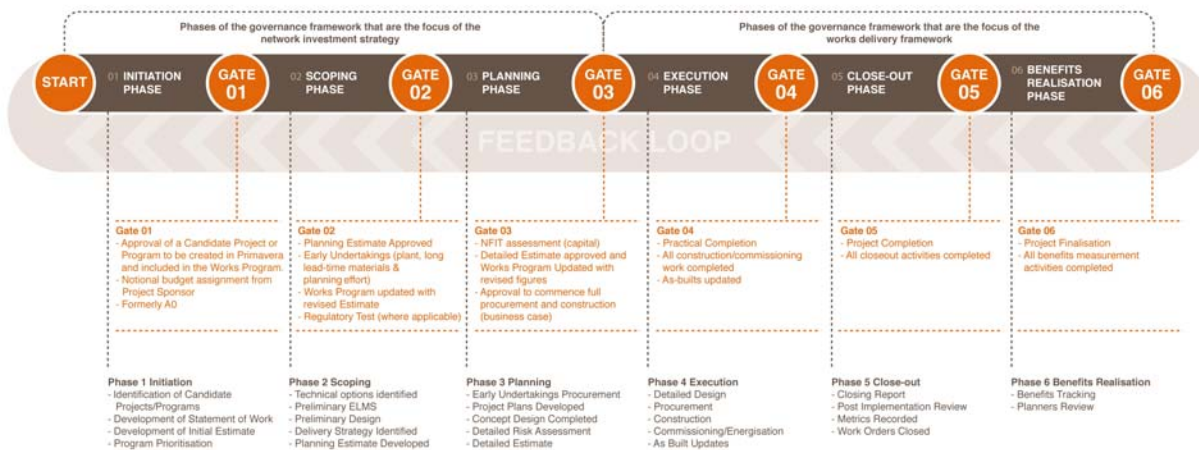 Phases of the governance framework that are the focus of the
network investment strategy
Phases of the governance framework that are the focus of the
works delivery framework
START
01 INITIATION
PHASE
GATE
01
02 SCOPING
PHASE
GATE
02
03 PLANNING
PHASE
GATE
03
04 EXECUTION
PHASE
GATE
04
05 CLOSE-OUT
PHASE
GATE
05
06 BENEFITS
REALISATION
PHASE
GATE
06
FEEDBACK LOOP
Gate 01
- Approval of a Candidate Project or
Program to be created in Primavera
and included in the Works Program.
- Notional budget assignment from
Project Sponsor
- Formerly A0
Gate 02
- Planning Estimate Approved
- Early Undertakings (plant, long
lead-time materials &
planning effort)
- Works Program updated with
revised Estimate
- Regulatory Test (where applicable)
Gate 03
- NFIT assessment (capital)
- Detailed Estimate approved and
Works Program Updated with
revised figures
- Approval to commence full
procurement and construction
(business case)
Gate 04
- Practical Completion
- All construction/commissioning
work completed
- As-builts updated
Gate 05
- Project Completion
- All closeout activities completed
Gate 06
- Project Finalisation
- All benefits measurement
activities completed
Phase 1 Initiation
- Identification of Candidate
Projects/Programs
- Development of Statement of Work
- Development of Initial Estimate
- Program Prioritisation
Phase 2 Scoping
- Technical options identified
- Preliminary ELMS
- Preliminary Design
- Delivery Strategy Identified
- Planning Estimate Developed
Phase 3 Planning
- Early Undertakings Procurement
- Project Plans Developed
- Concept Design Completed
- Detailed Risk Assessment
- Detailed Estimate
Phase 4 Execution
- Detailed Design
- Procurement
- Construction
- Commissioning/Energisation
- As Built Updates
Phase 5 Close-out
- Closing Report
- Post Implementation Review
- Metrics Recorded
- Work Orders Closed
Phase 6 Benefits Realisation
- Benefits Tracking
- Planners Review